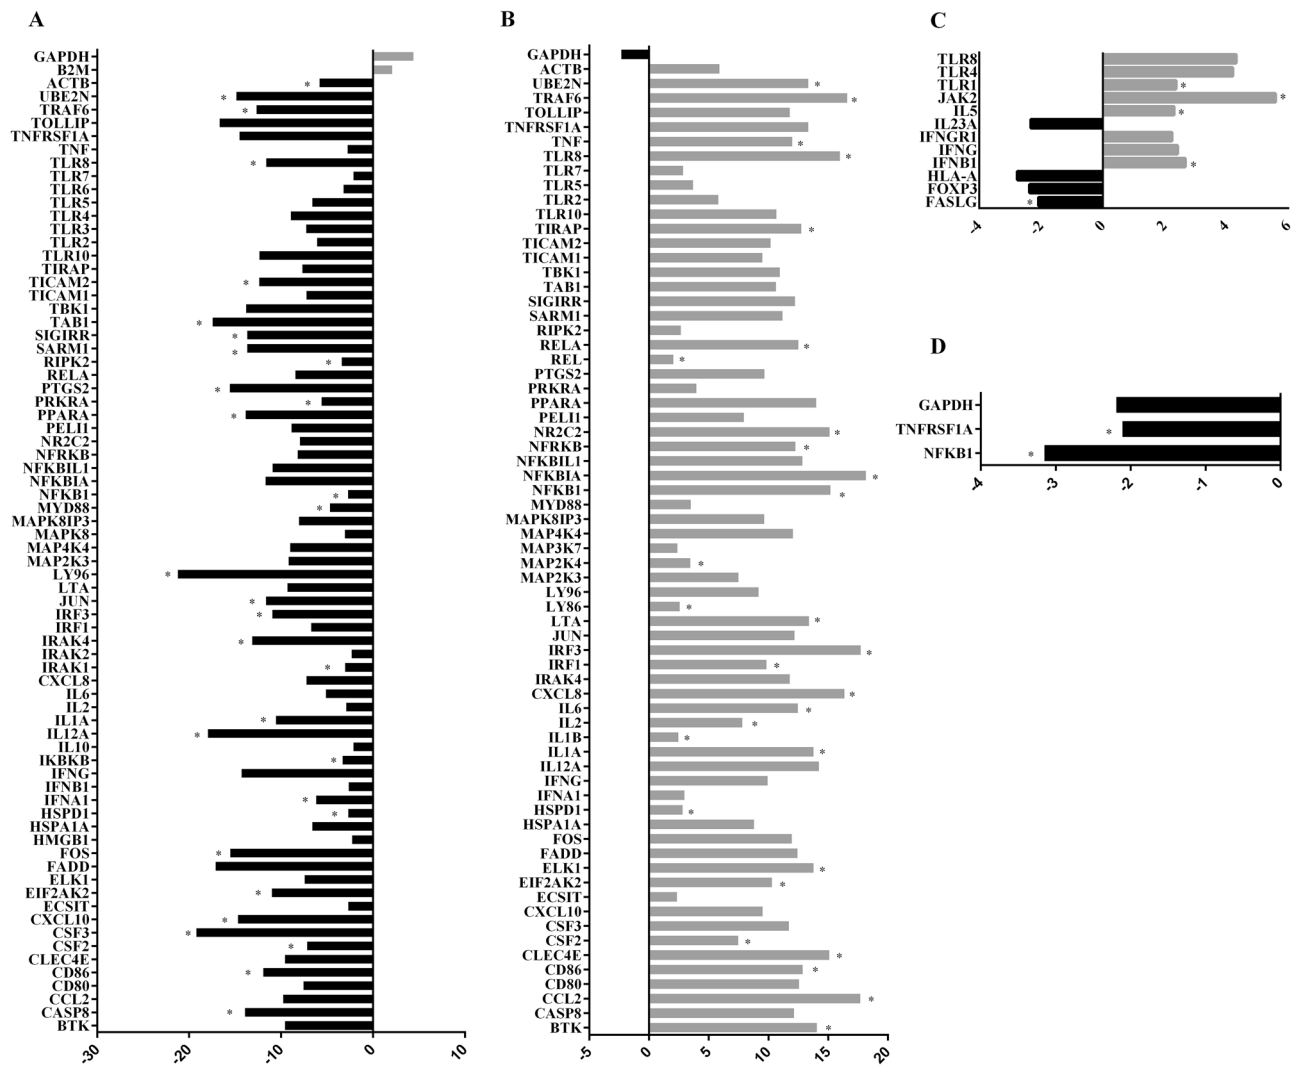 A
GAPDH
B2M
ACTB *
UBE2N *
TRAF6 *
TOLLIP
TNFRSF1A
TNF
TLR8 *
TLR7
TLR6
TLR5
TLR4
TLR3
TLR2
TLR10
TIRAP
TICAM2 *
TICAM1
TBK1
TAB1 *
SIGIRR *
SARM1 *
RIPK2 *
RELA
PTGS2 *
PRKRA *
PPARA *
PELI1
NR2C2
NFRKB
NFKBIL1
NFKBIA
NFKB1 *
MYD88 *
MAPK8IP3
MAPK8
MAP4K4
MAP2K3
LY96 *
LTA
JUN *
IRF3 *
IRF1
IRAK4 *
IRAK2
IRAK1 *
CXCL8
IL6
IL2
IL1A *
IL12A *
IL10
IKBKB *
IFNG
IFNB1
IFNA1 *
HSPD1 *
HSPA1A
HMGB1
FOS *
FADD
ELK1
EIF2AK2 *
ECSIT
CXCL10 *
CSF3 *
CSF2 *
CLEC4E
CD86 *
CD80
CCL2
CASP8 *
BTK
-30 -20 -10 0 10
B
GAPDH
ACTB
UBE2N *
TRAF6 *
TOLLIP
TNFRSF1A
TNF *
TLR8 *
TLR7
TLR5
TLR2
TLR10
TIRAP *
TICAM2
TICAM1
TBK1
TAB1
SIGIRR
SARM1
RIPK2
RELA *
REL *
PTGS2
PRKRA
PPARA
PELI1
NR2C2 *
NFRKB *
NFKBIL1
NFKBIA *
NFKB1 *
MYD88
MAPK8IP3
MAP4K4
MAP3K7
MAP2K4 *
MAP2K3
LY96
LY86 *
LTA *
JUN
IRF3 *
IRF1 *
IRAK4
CXCL8 *
IL6 *
IL2 *
IL1B *
IL1A *
IL12A
IFNG
IFNA1
HSPD1 *
HSPA1A
FOS
FADD
ELK1 *
EIF2AK2 *
ECSIT
CXCL10
CSF3
CSF2 *
CLEC4E *
CD86 *
CD80
CCL2 *
CASP8
BTK *
-5 0 5 10 15 20
C
TLR8
TLR4
TLR1 *
JAK2 *
IL5 *
IL23A
IFNGR1
IFNG
IFNB1 *
HLA-A
FOXP3
FASLG *
-4 -2 0 2 4 6
D
GAPDH
TNFRSF1A *
NFKB1 *
-4 -3 -2 -1 0